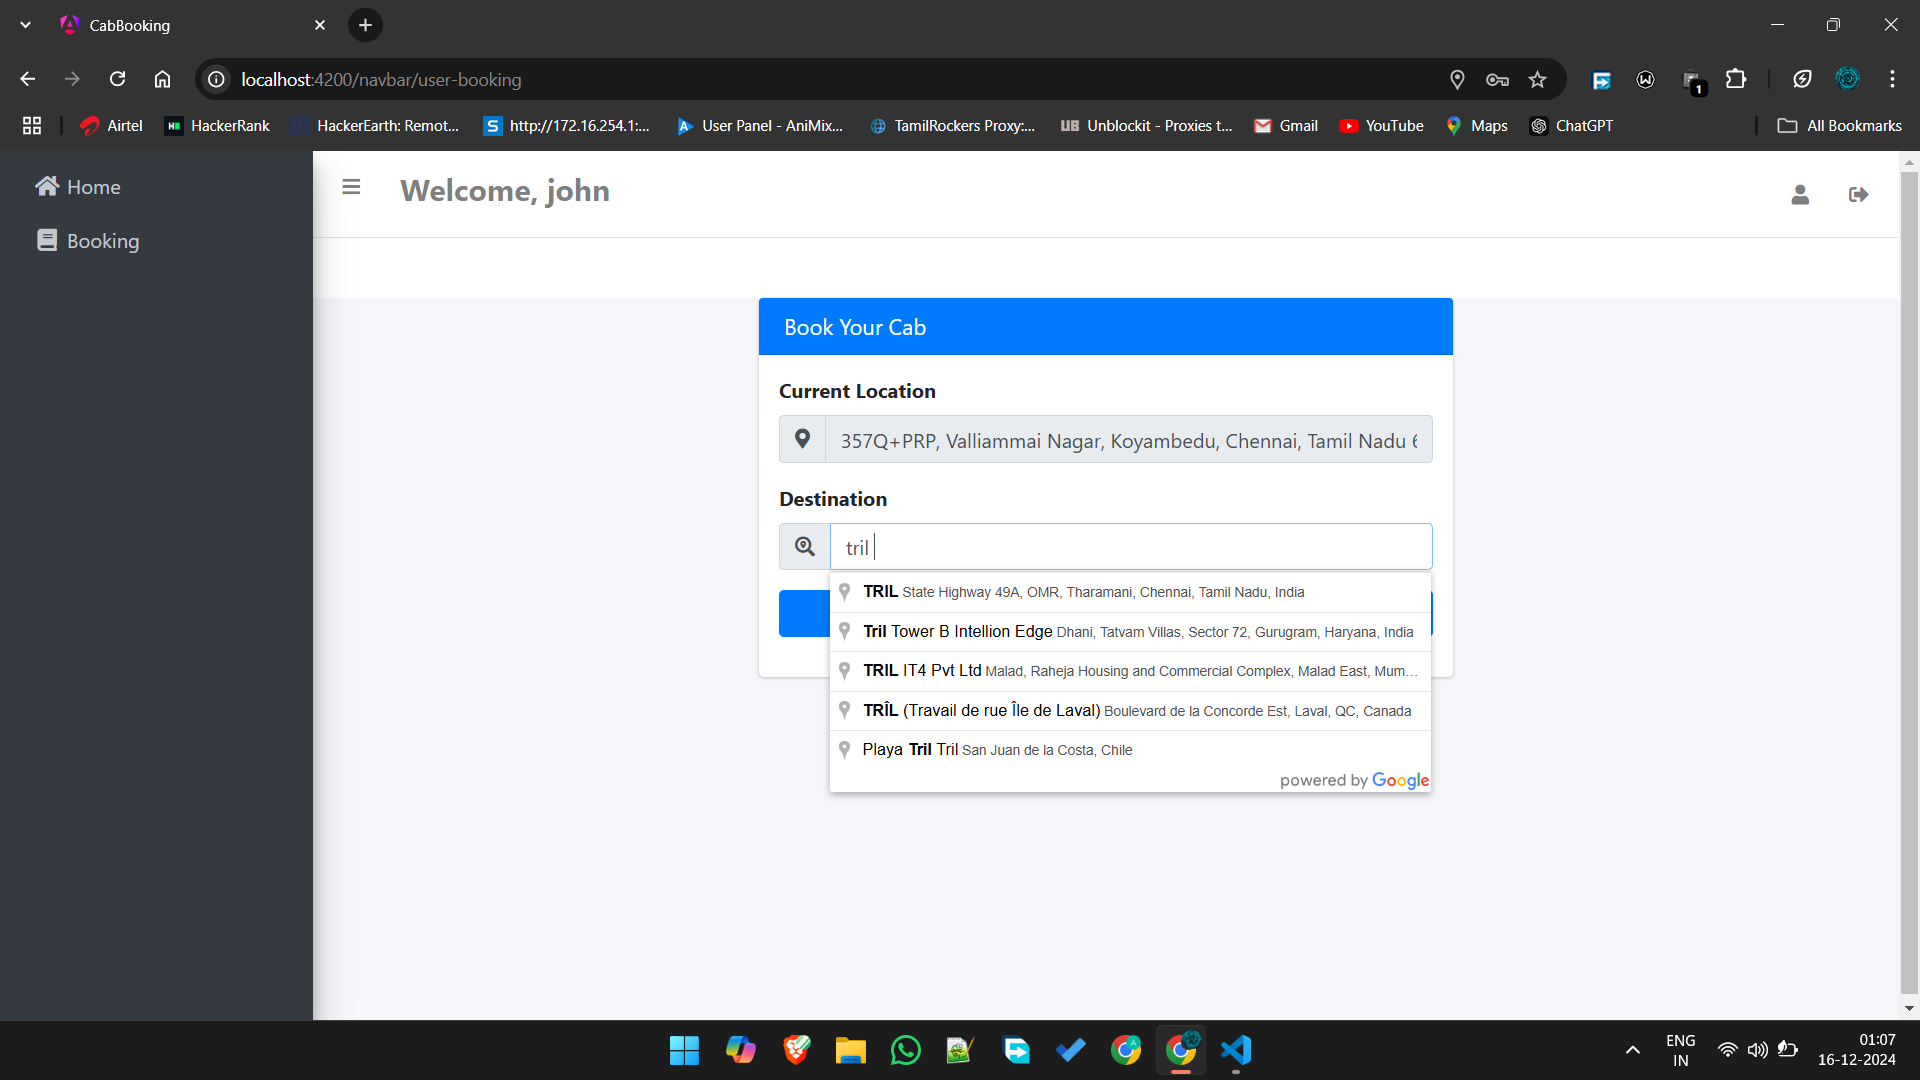 CabBooking
localhost:4200/navbar/user-booking
1
Airtel
HackerRank
HackerEarth: Remot...
http://172.16.254.1:...
User Panel - AniMix...
TamilRockers Proxy:...
Unblockit - Proxies t...
Gmail
YouTube
Maps
ChatGPT
All Bookmarks
Home
Booking
Welcome, john
Book Your Cab
Current Location
357Q+PRP, Valliammai Nagar, Koyambedu, Chennai, Tamil Nadu
Destination
tril
TRIL State Highway 49A, OMR, Tharamani, Chennai, Tamil Nadu, India
Tril Tower B Intellion Edge Dhani, Tatvam Villas, Sector 72, Gurugram, Haryana, India
TRIL IT4 Pvt Ltd Malad, Raheja Housing and Commercial Complex, Malad East, Mum...
TRÎL (Travail de rue Île de Laval) Boulevard de la Concorde Est, Laval, QC, Canada
Playa Tril Tril San Juan de la Costa, Chile
powered by Google
ENG
IN
01:07
16-12-2024